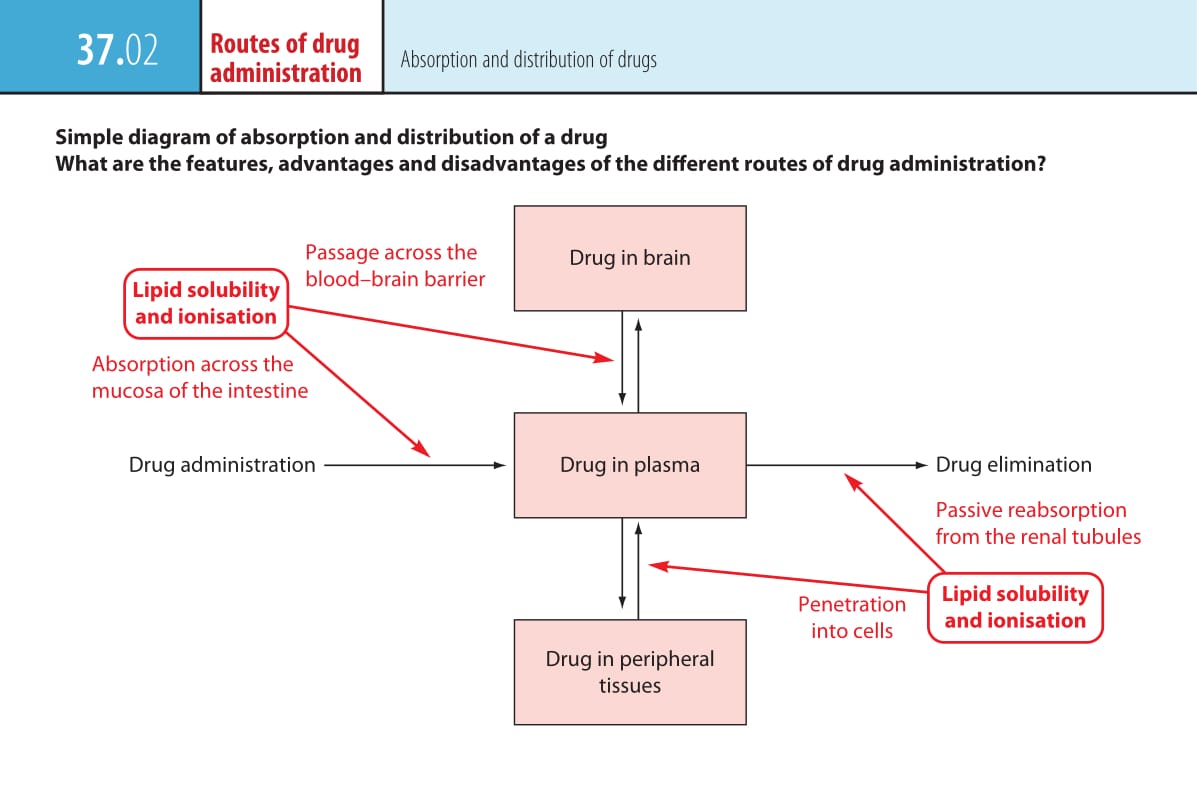 37.02
Routes of drug
administration
Absorption and distribution of drugs
Simple diagram of absorption and distribution of a drug
What are the features, advantages and disadvantages of the different routes of drug administration?
Drug in brain
Passage across the
blood–brain barrier
Lipid solubility
and ionisation
Absorption across the
mucosa of the intestine
Drug administration
Drug in plasma
Drug elimination
Passive reabsorption
from the renal tubules
Lipid solubility
and ionisation
Penetration
into cells
Drug in peripheral
tissues